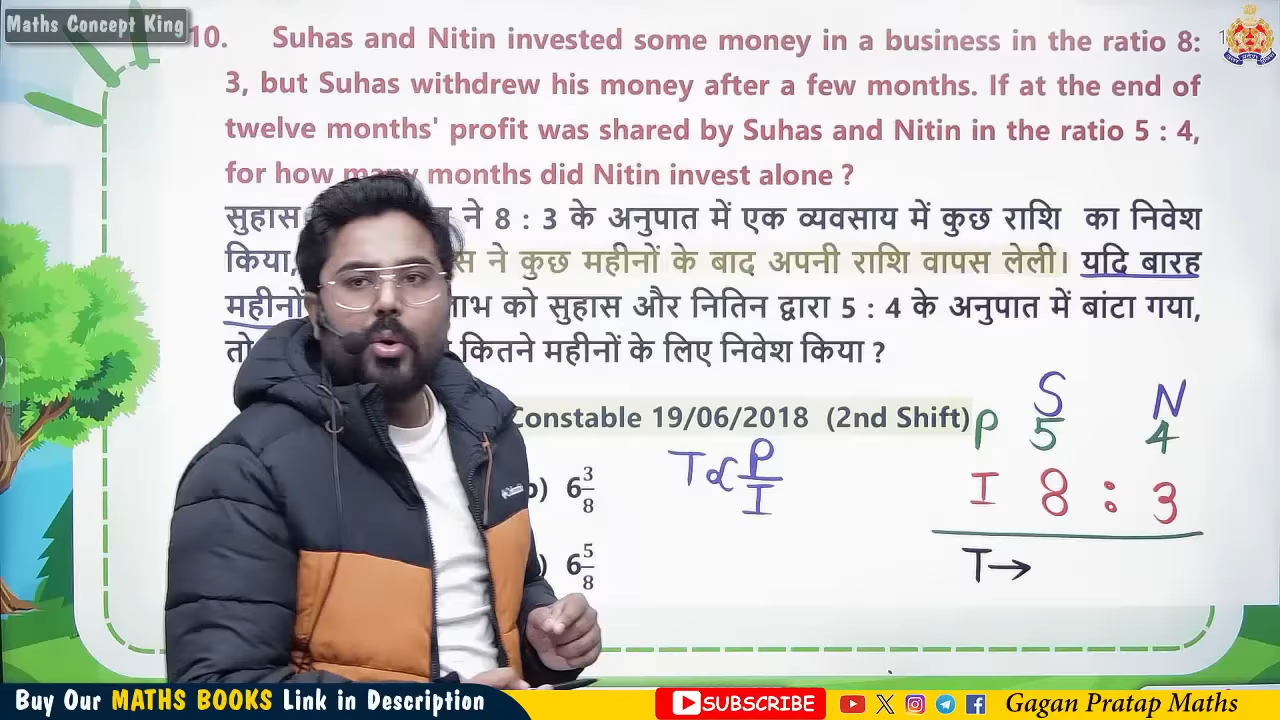 Maths Concept King
10. Suhas and Nitin invested some money in a business in the ratio 8:
3, but Suhas withdrew his money after a few months. If at the end of
twelve months' profit was shared by Suhas and Nitin in the ratio 5 : 4,
for how many months did Nitin invest alone ?
सुहास ने 8 : 3 के अनुपात में एक व्यवसाय में कुछ राशि का निवेश
किया, ने कुछ महीनों के बाद अपनी राशि वापस लेली। यदि बारह
महीनों को सुहास और नितिन द्वारा 5 : 4 के अनुपात में बांटा गया,
तो कितने महीनों के लिए निवेश किया ?
Constable 19/06/2018 (2nd Shift)
S N
P 5 4
T∝P/I
I 8 : 3
b) 6 3/8
T→
6 5/8
Buy Our MATHS BOOKS Link in Description
SUBSCRIBE
Gagan Pratap Maths